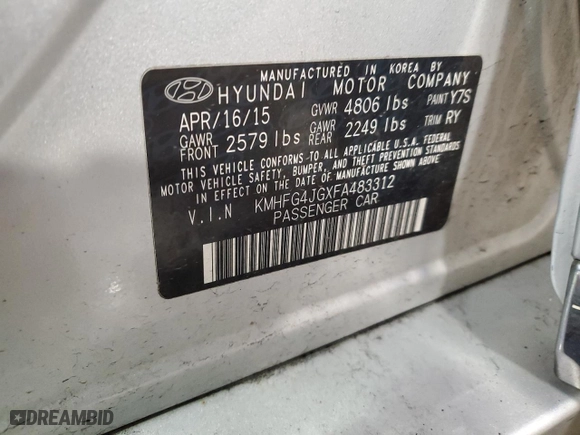 MANUFACTURED IN KOREA BY
HYUNDAI MOTOR COMPANY
APR/16/15 GVWR 4806 lbs PAINT Y7S
GAWR FRONT 2579 lbs GAWR REAR 2249 lbs TRIM RY
THIS VEHICLE CONFORMS TO ALL APPLICABLE U.S.A. FEDERAL
MOTOR VEHICLE SAFETY, BUMPER, AND THEFT PREVENTION STANDARDS
IN EFFECT ON THE DATE OF MANUFACTURE SHOWN ABOVE.
V.I.N KMHFG4JGXFA483312
PASSENGER CAR
DREAMBID